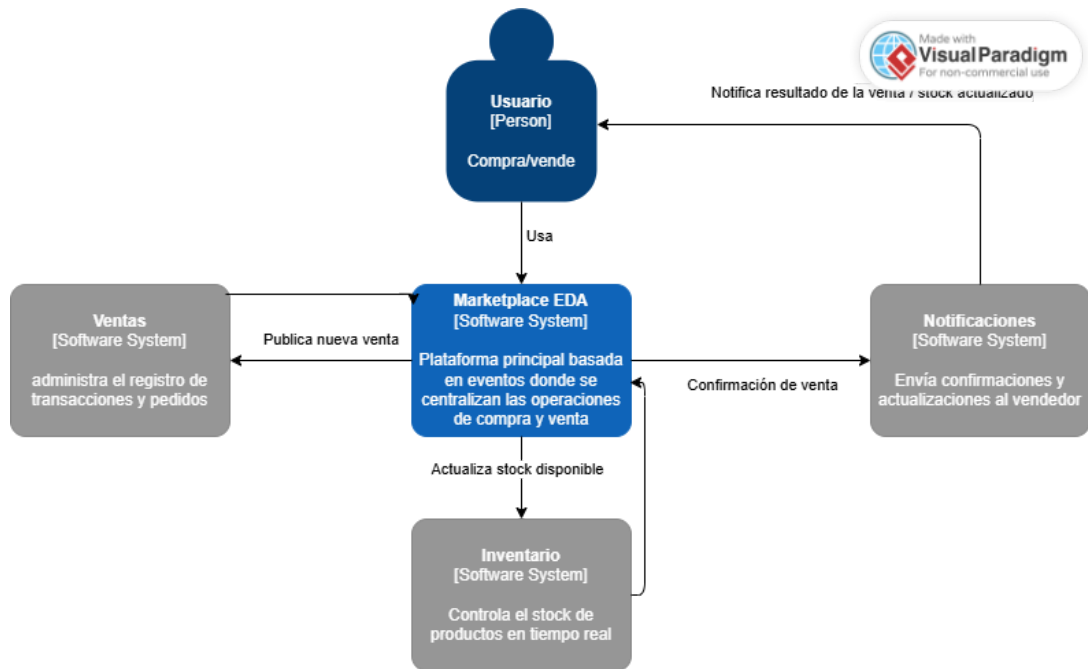 Made with
VisualParadigm
For non-commercial use
Notifica resultado de la venta / stock actualizado
Usuario
[Person]
Compra/vende
Usa
Ventas
[Software System]
administra el registro de
transacciones y pedidos
Publica nueva venta
Marketplace EDA
[Software System]
Plataforma principal basada
en eventos donde se
centralizan las operaciones
de compra y venta
Confirmación de venta
Notificaciones
[Software System]
Envía confirmaciones y
actualizaciones al vendedor
Actualiza stock disponible
Inventario
[Software System]
Controla el stock de
productos en tiempo real